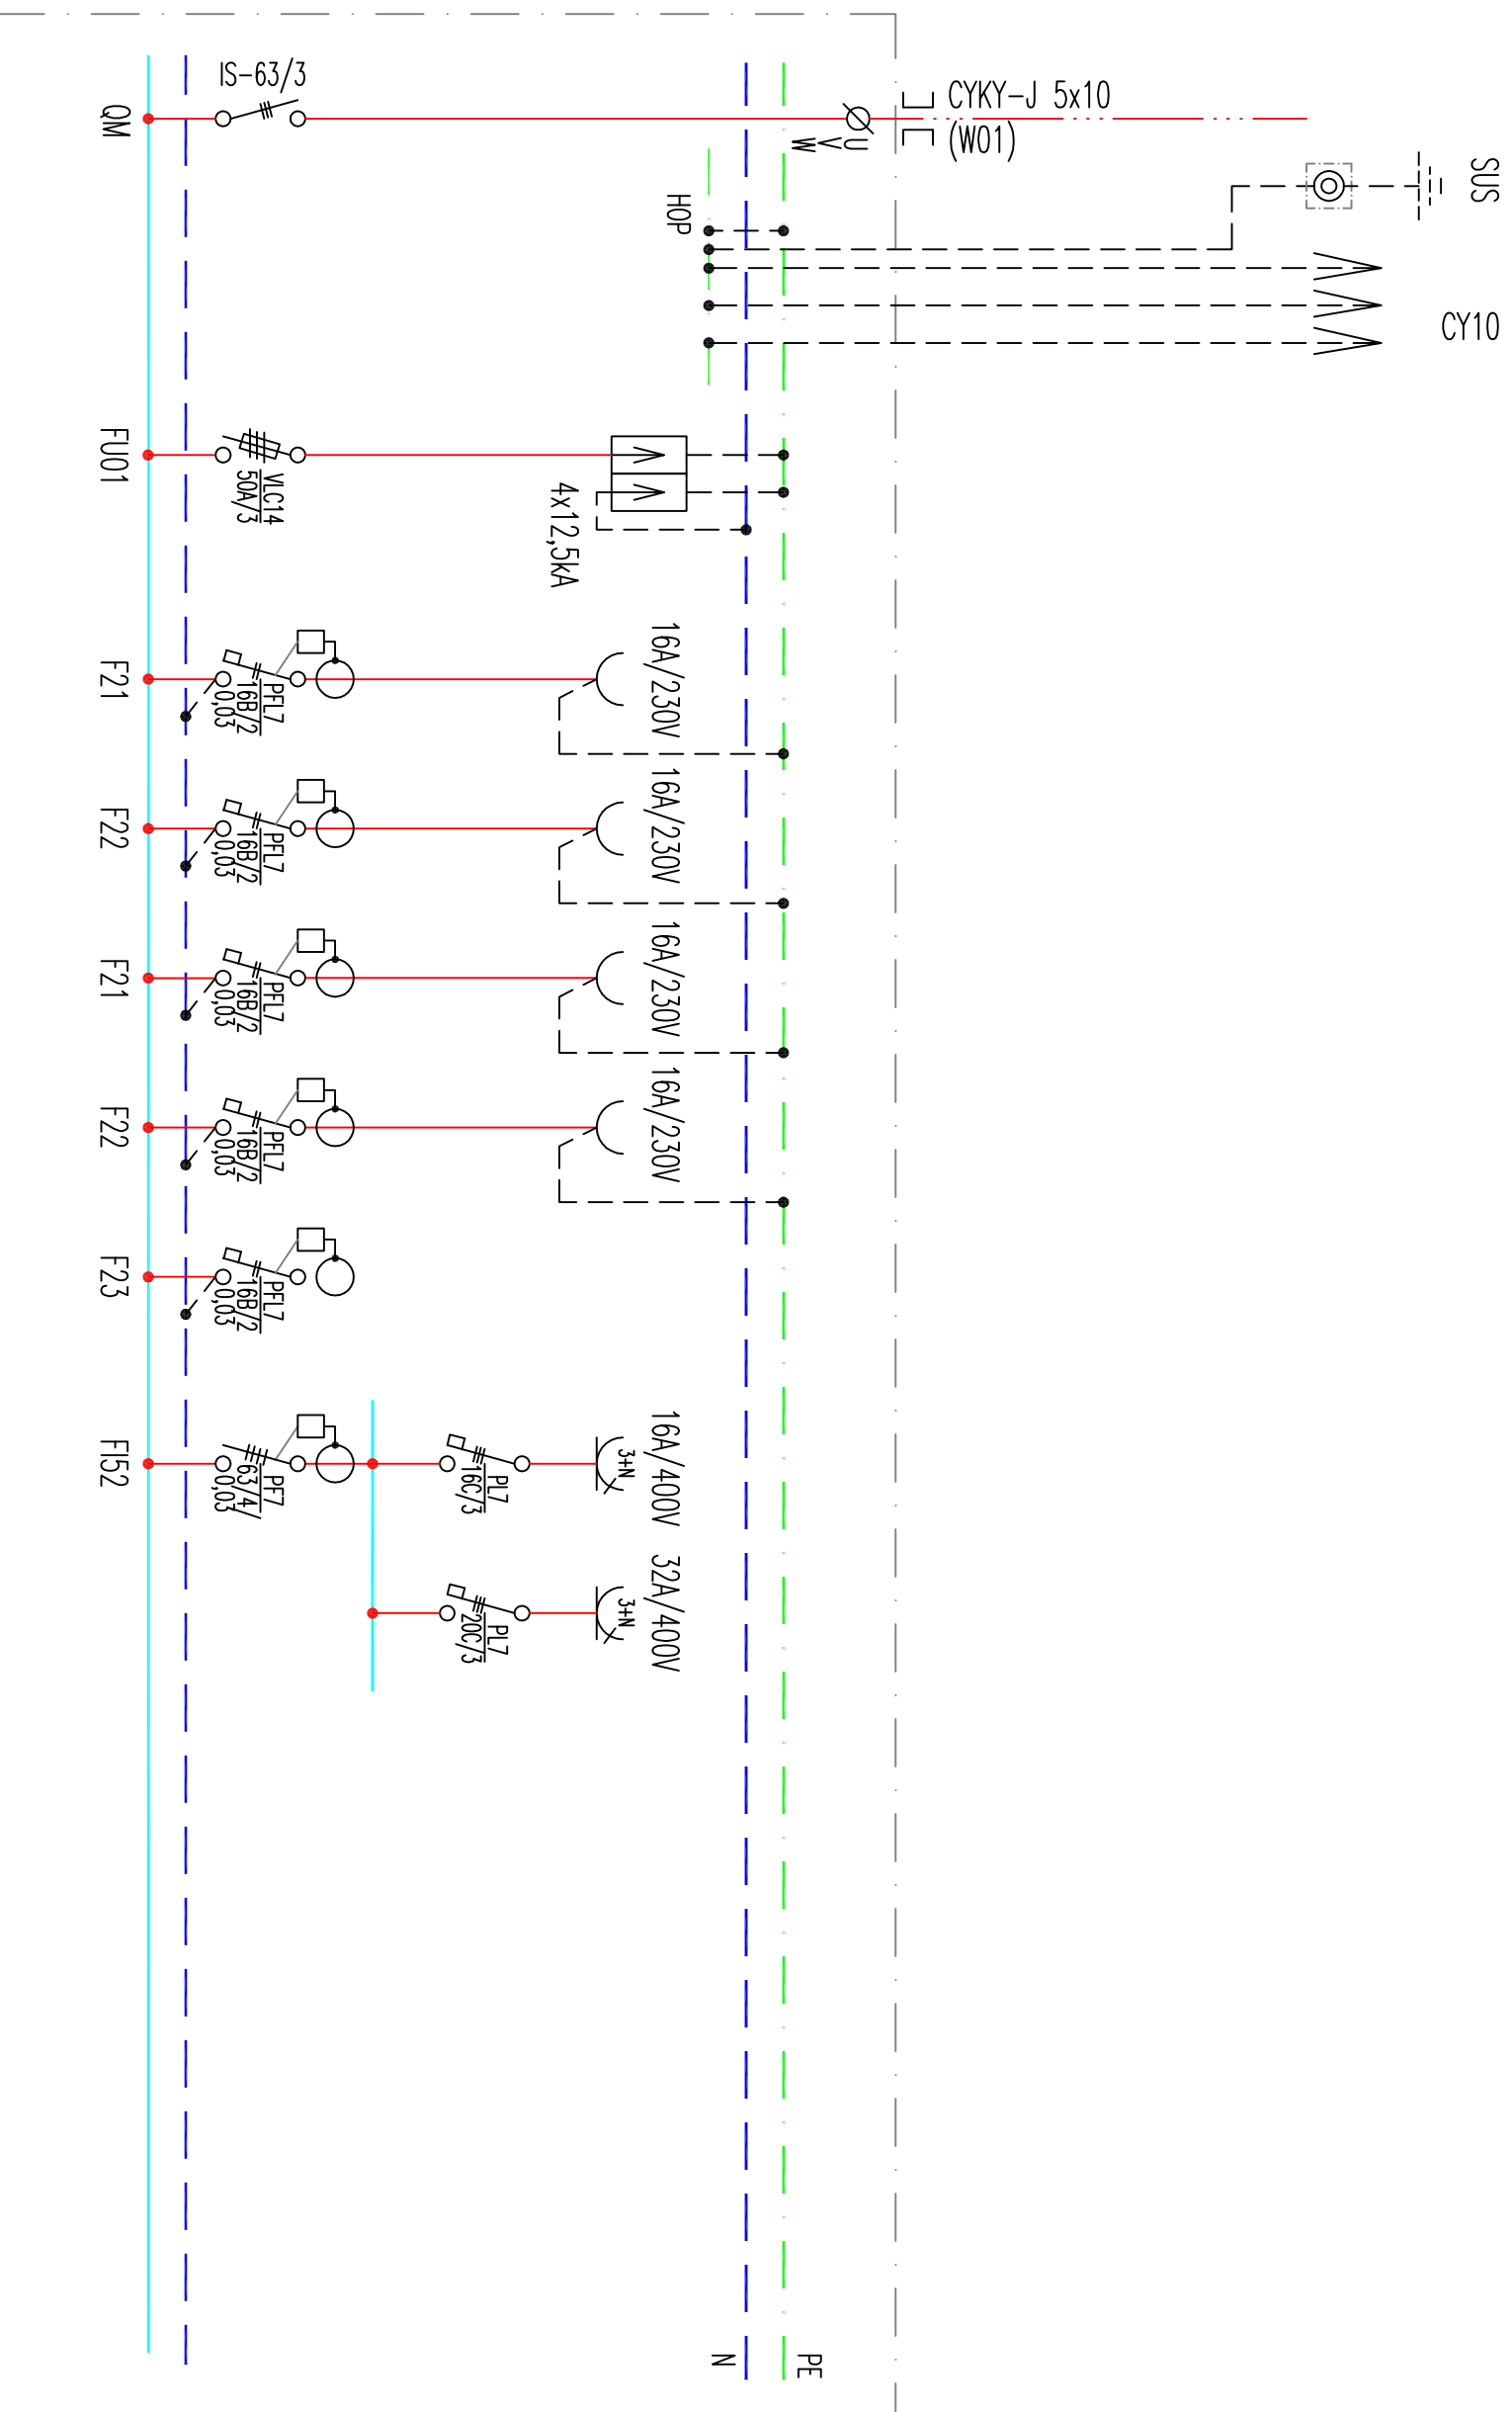 IS-63/3
CYKY-J 5x10
(W01)
QM
U
V
W
SUS
HOP
CY10
FU01
VLC14
50A/3
4x12,5kA
F21
PFL7
16B/2
0,03
16A/230V
F22
PFL7
16B/2
0,03
16A/230V
F21
PFL7
16B/2
0,03
16A/230V
F22
PFL7
16B/2
0,03
16A/230V
F23
PFL7
16B/2
0,03
FI52
PF7
63/4/
0,03
PL7
16C/3
3+N
16A/400V
PL7
20C/3
3+N
32A/400V
N
PE